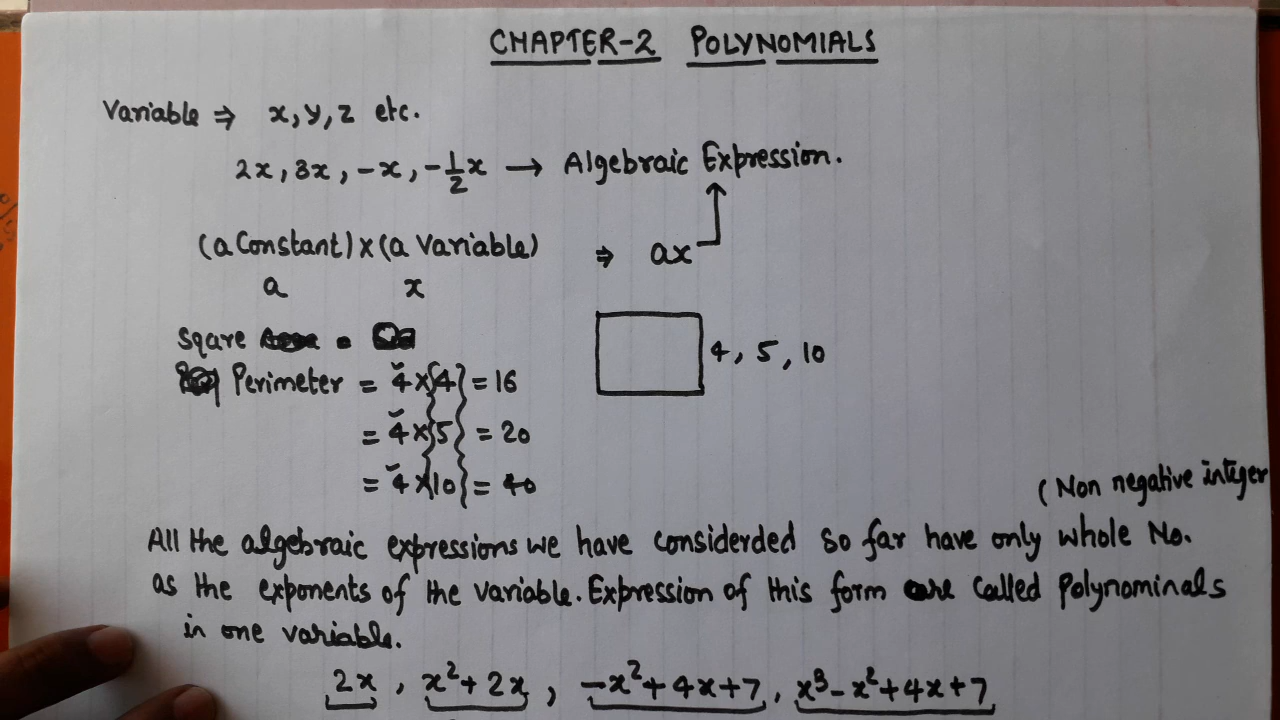 CHAPTER-2 POLYNOMIALS
Variable ⇒ x, y, z etc.
2x, 3x, -x, -1/2x → Algebraic Expression.
(a Constant) x (a Variable) ⇒ ax
a x
Sqare
4, 5, 10
Perimeter = 4x(4) = 16
= 4x(5) = 20
= 4x(10) = 40
(Non negative integer
All the algebraic expressions we have considerded so far have only whole No.
as the exponents of the variable. Expression of this form are Called Polynominals
in one variable.
2x, x²+2x, -x²+4x+7, x³-x²+4x+7